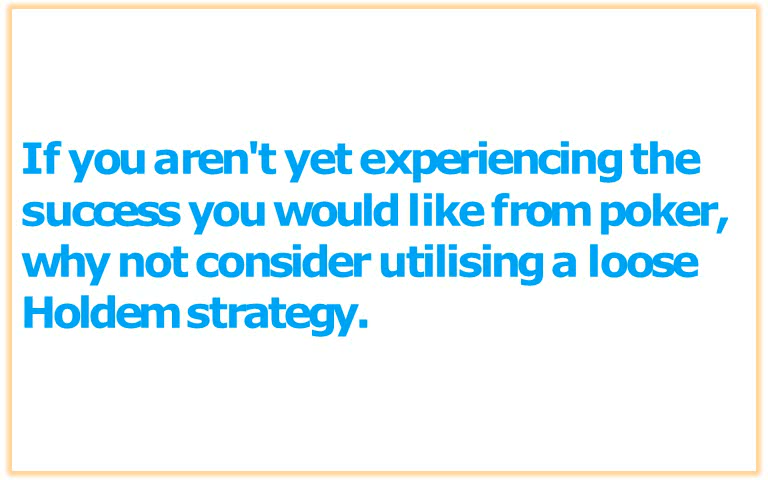 If you aren't yet experiencing the
success you would like from poker,
why not consider utilising a loose
Holdem strategy.